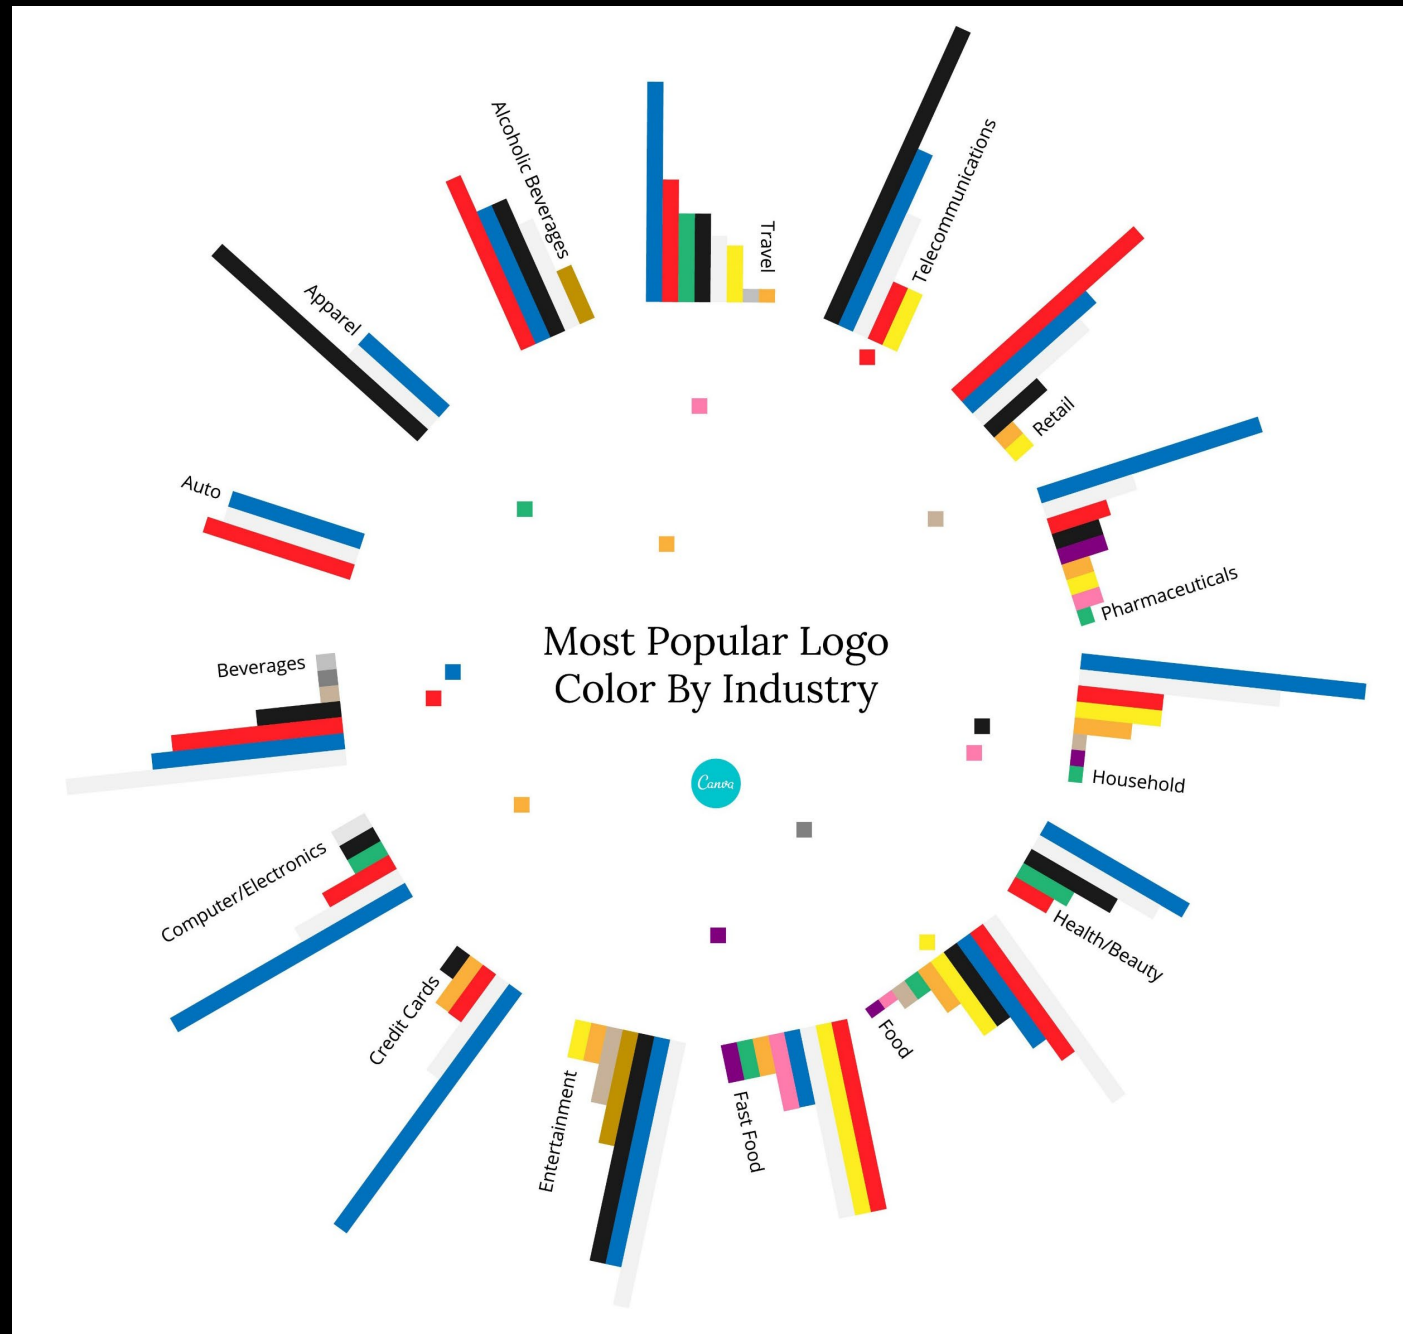 Most Popular Logo
Color By Industry
Canva
Travel
Telecommunications
Retail
Pharmaceuticals
Household
Health/Beauty
Food
Fast Food
Entertainment
Credit Cards
Computer/Electronics
Beverages
Auto
Apparel
Alcoholic Beverages